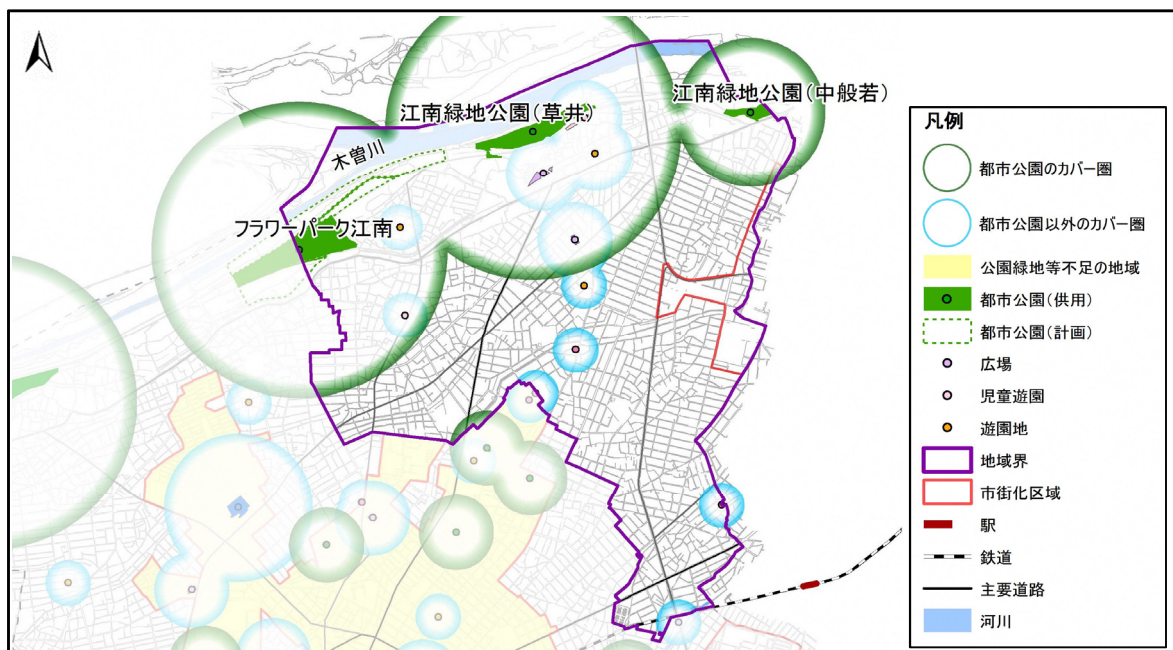 江南緑地公園(中般若)
江南緑地公園(草井)
木曽川
フラワーパーク江南
凡例
都市公園のカバー圏
都市公園以外のカバー圏
公園緑地等不足の地域
都市公園(供用)
都市公園(計画)
広場
児童遊園
遊園地
地域界
市街化区域
駅
鉄道
主要道路
河川